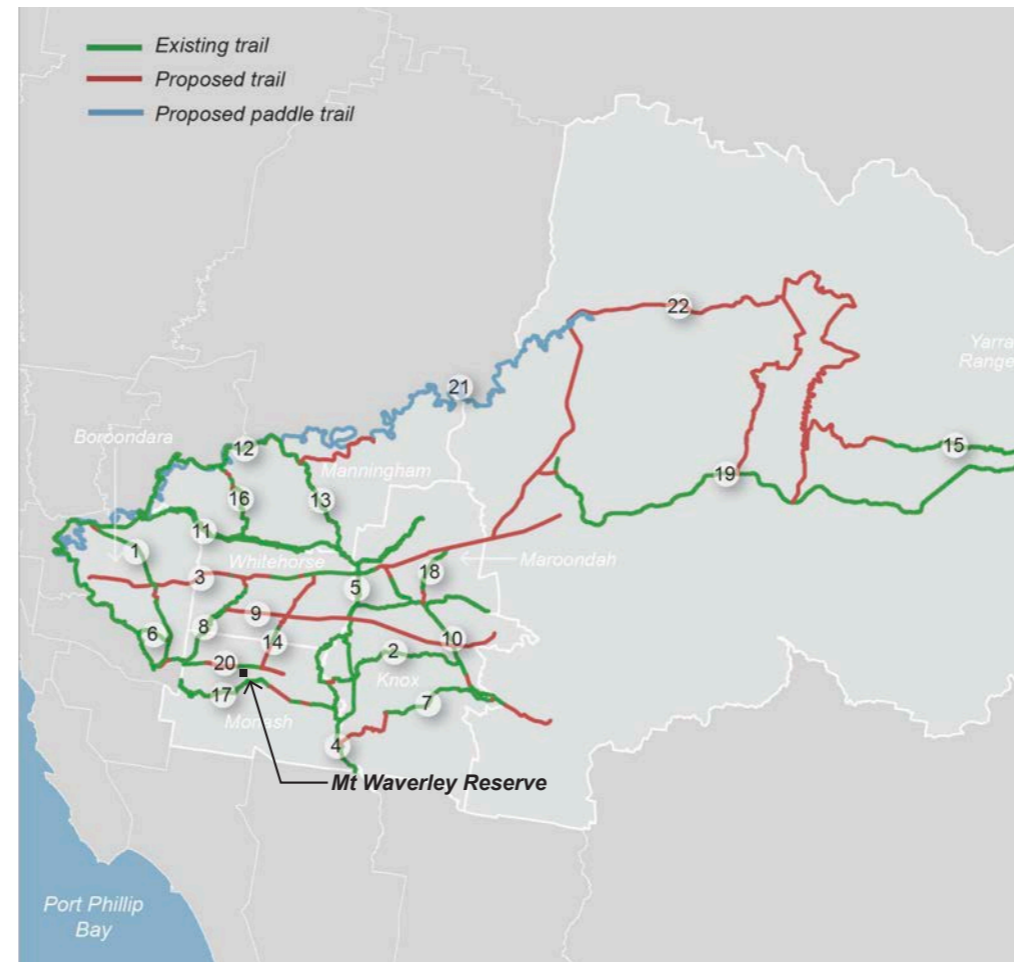 Existing trail
Proposed trail
Proposed paddle trail
22
Yarra
Range
21
Boroondara
12
15
Manningham
19
16
13
11
1
Whitehorse
Maroondah
18
3
5
9
8
6
14
10
2
20
Knox
17
7
Monash
4
Mt Waverley Reserve
Port Phillip
Bay